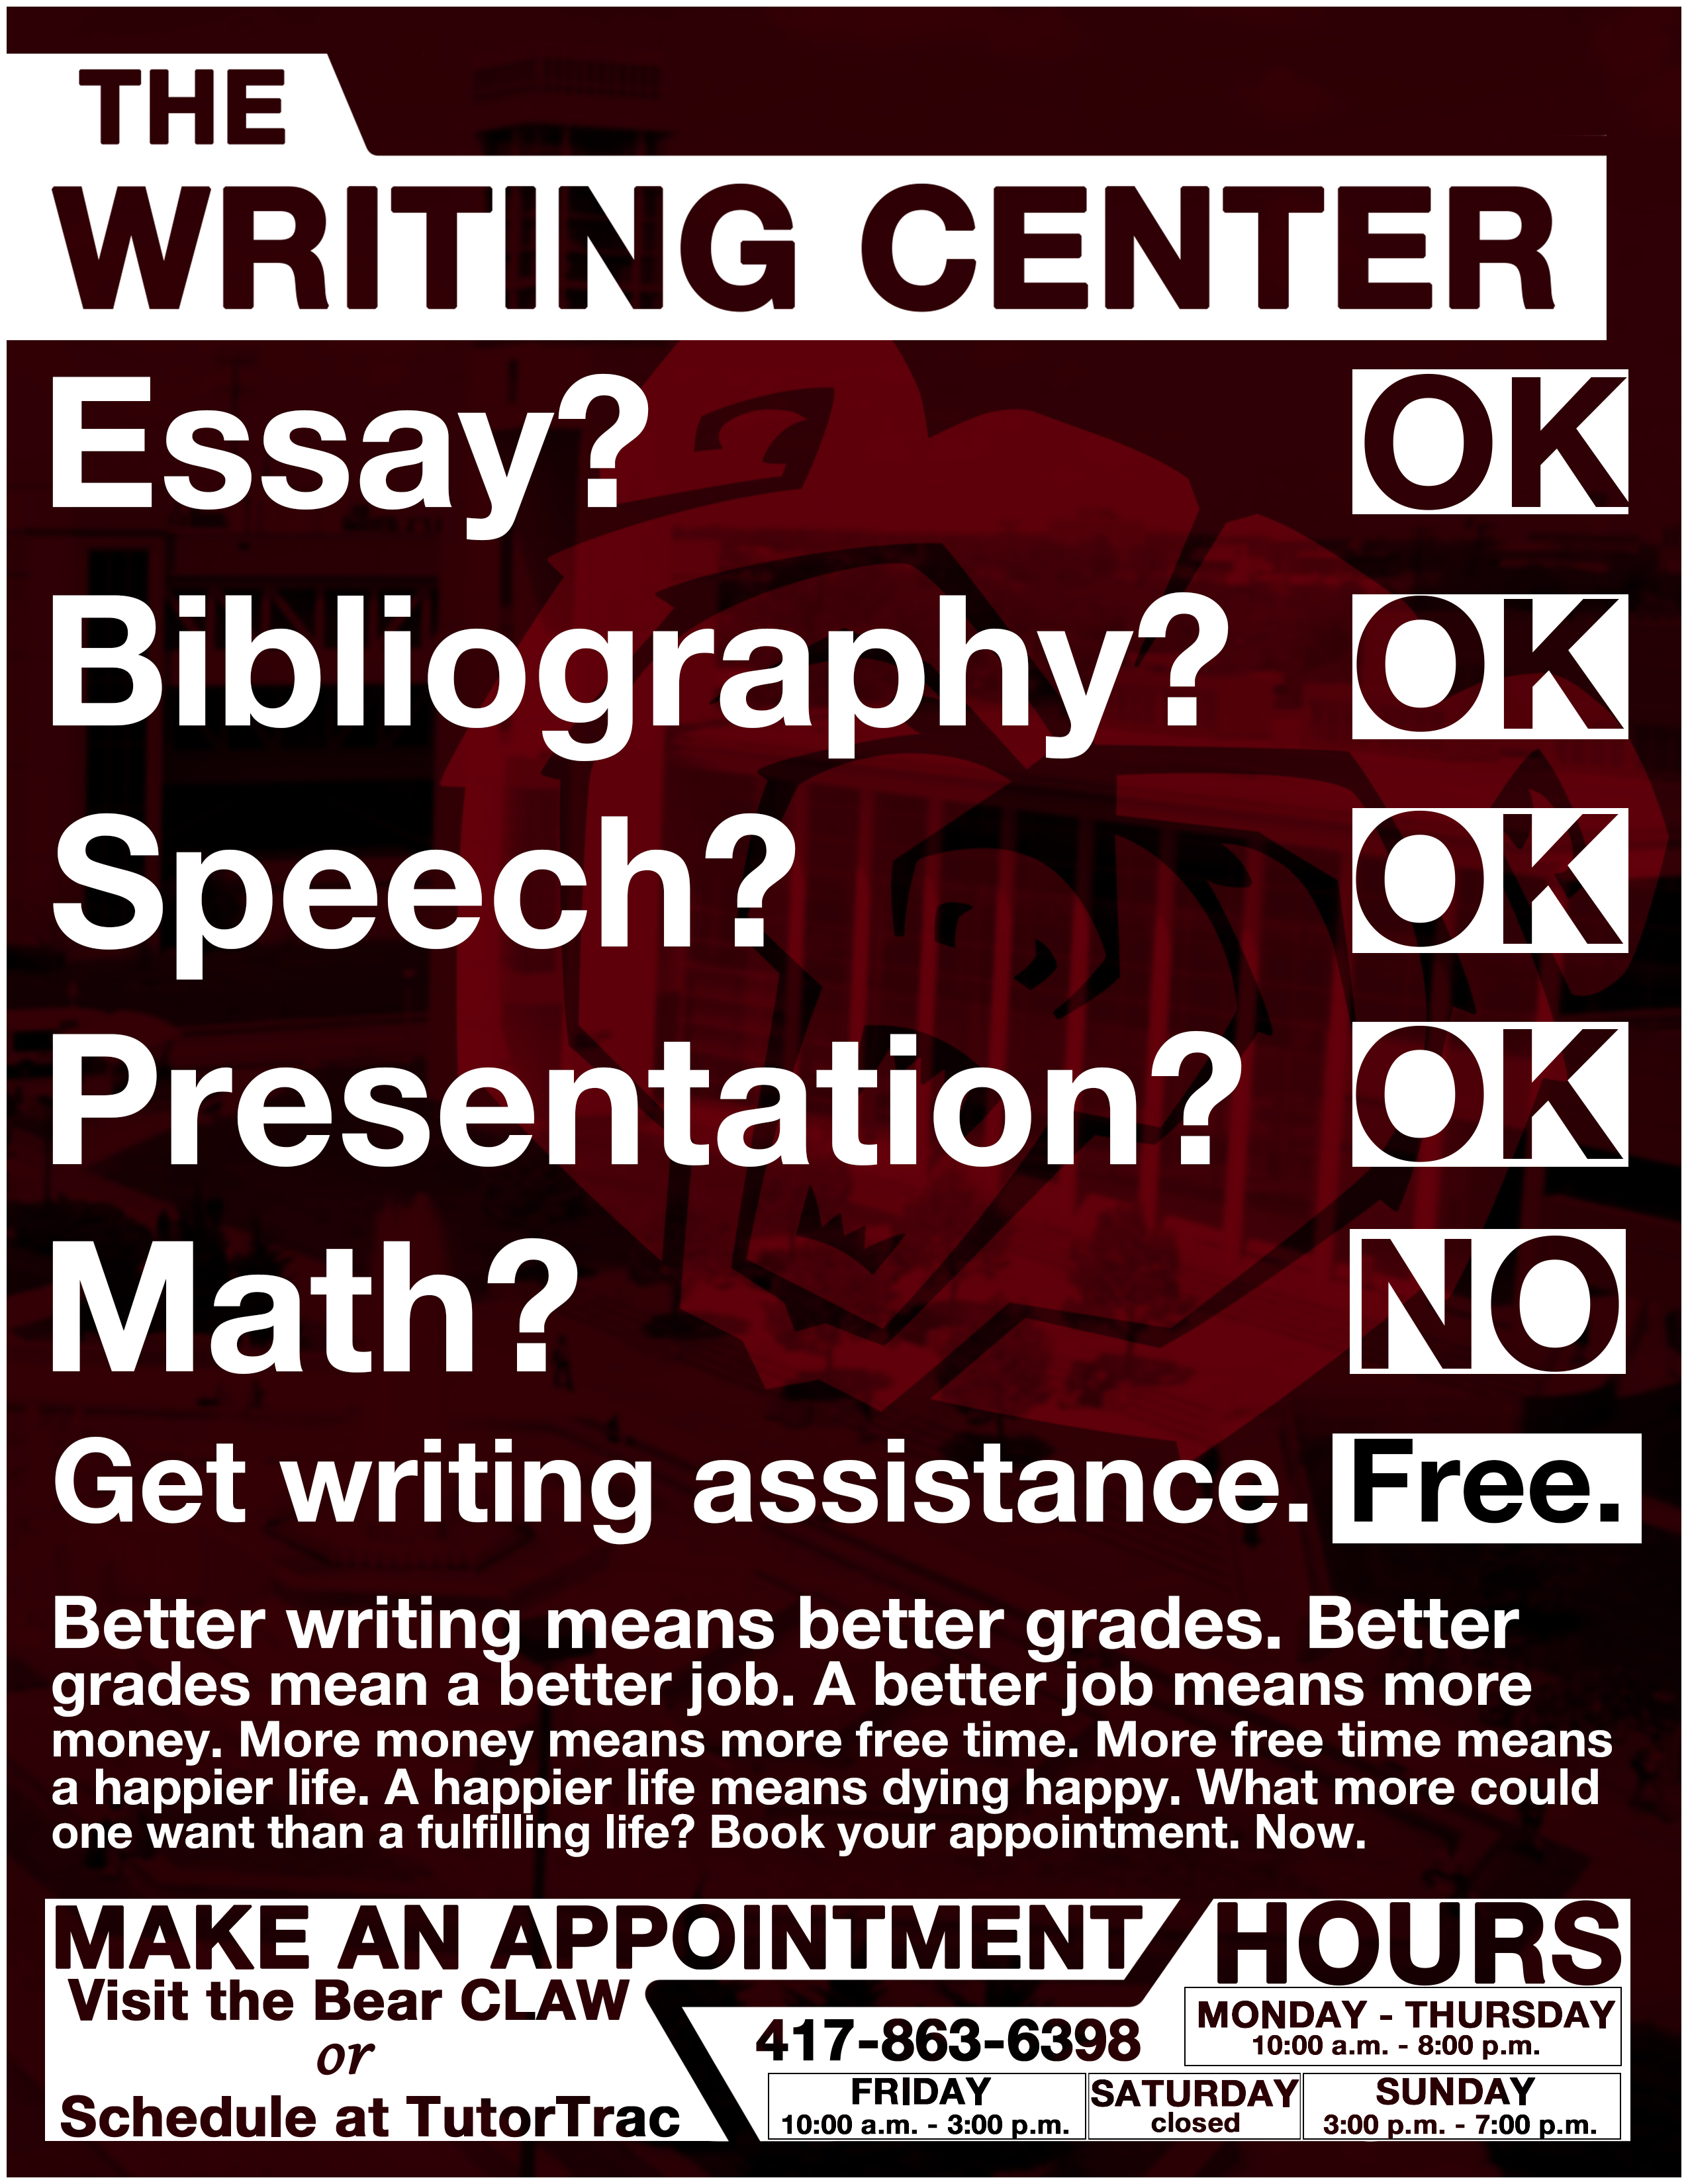 THE
WRITING CENTER
Essay? OK
Bibliography? OK
Speech? OK
Presentation? OK
Math? NO
Get writing assistance. Free.
Better writing means better grades. Better
grades mean a better job. A better job means more
money. More money means more free time. More free time means
a happier life. A happier life means dying happy. What more could
one want than a fulfilling life? Book your appointment. Now.
MAKE AN APPOINTMENT
Visit the Bear CLAW
or
Schedule at TutorTrac
417-863-6398
HOURS
MONDAY - THURSDAY
10:00 a.m. - 8:00 p.m.
FRIDAY
10:00 a.m. - 3:00 p.m.
SATURDAY
closed
SUNDAY
3:00 p.m. - 7:00 p.m.